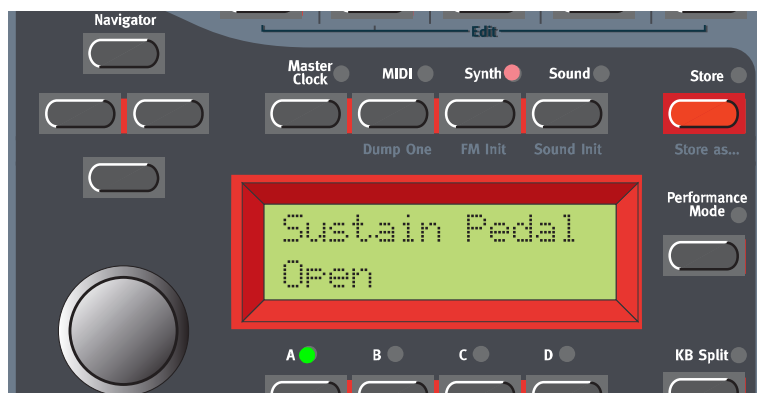 Navigator
Edit
Master Clock
MIDI
Synth
Sound
Store
Dump One
FM Init
Sound Init
Store as...
Performance Mode
Sustain Pedal
Open
A
B
C
D
KB Split